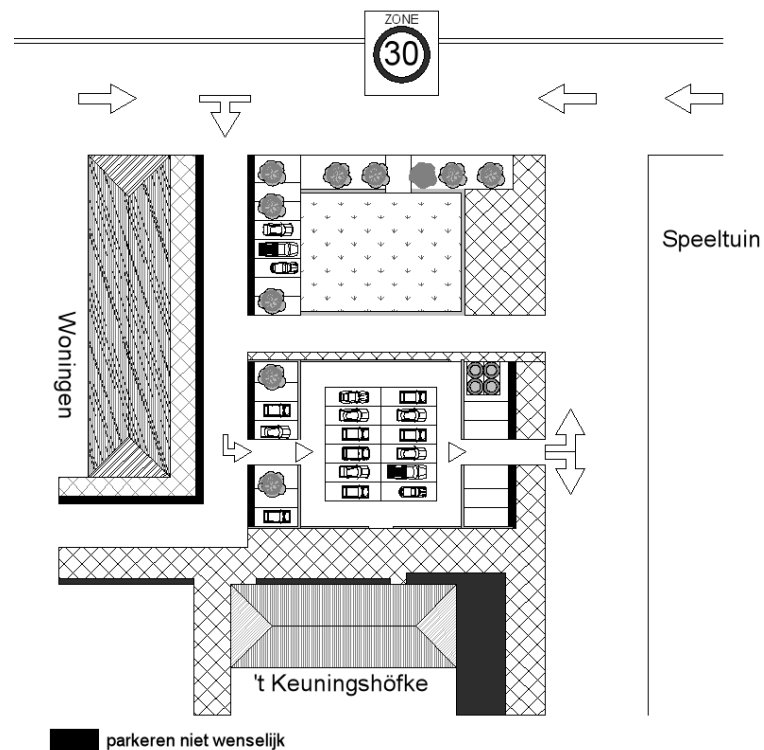 ZONE
30
Speeltuin
Woningen
't Keuningshöfke
parkeren niet wenselijk